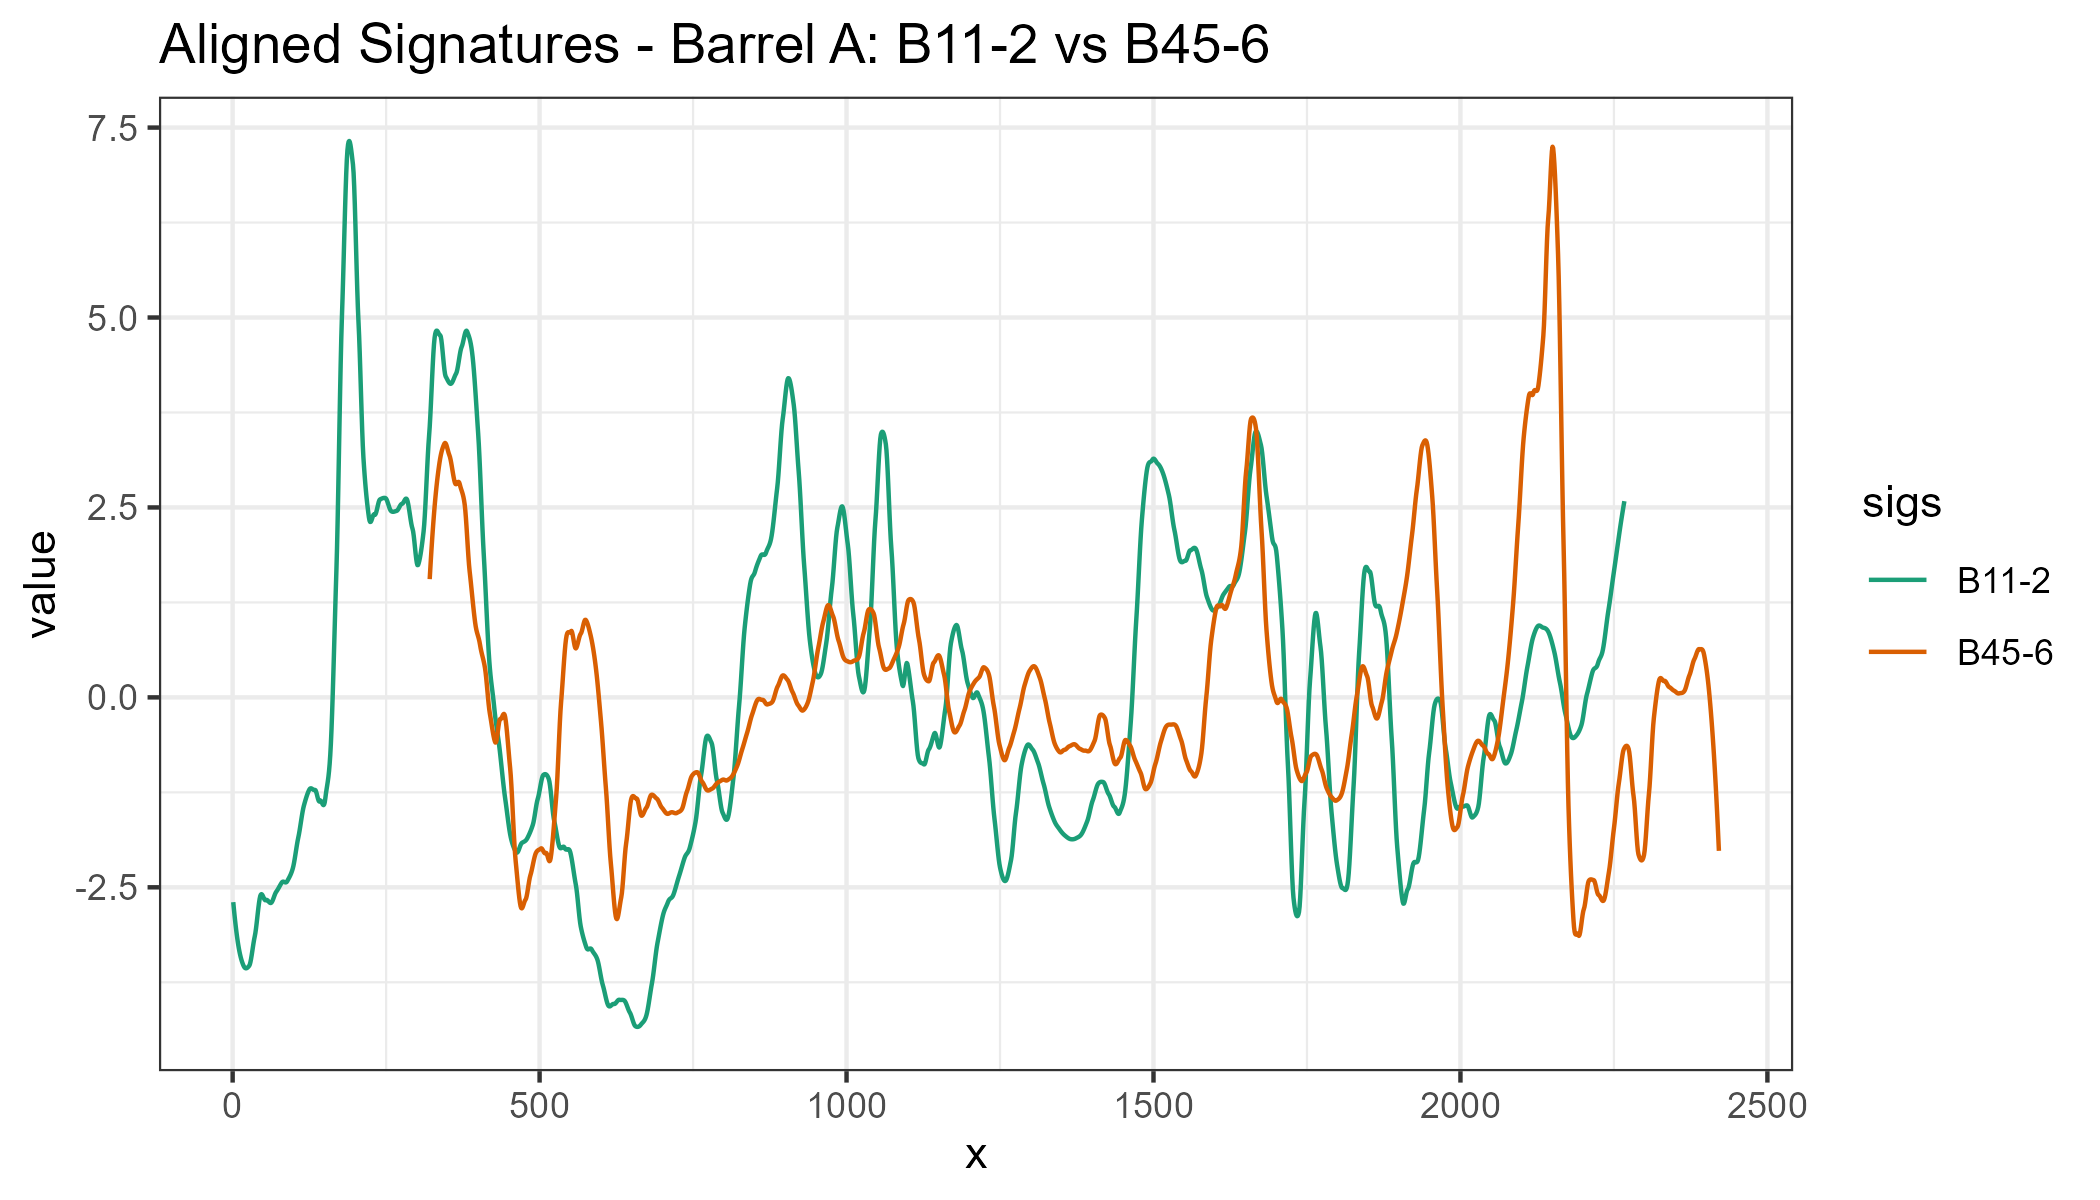 Aligned Signatures - Barrel A: B11-2 vs B45-6
7.5
5.0
2.5
0.0
-2.5
value
0 500 1000 1500 2000 2500
x
sigs
B11-2
B45-6